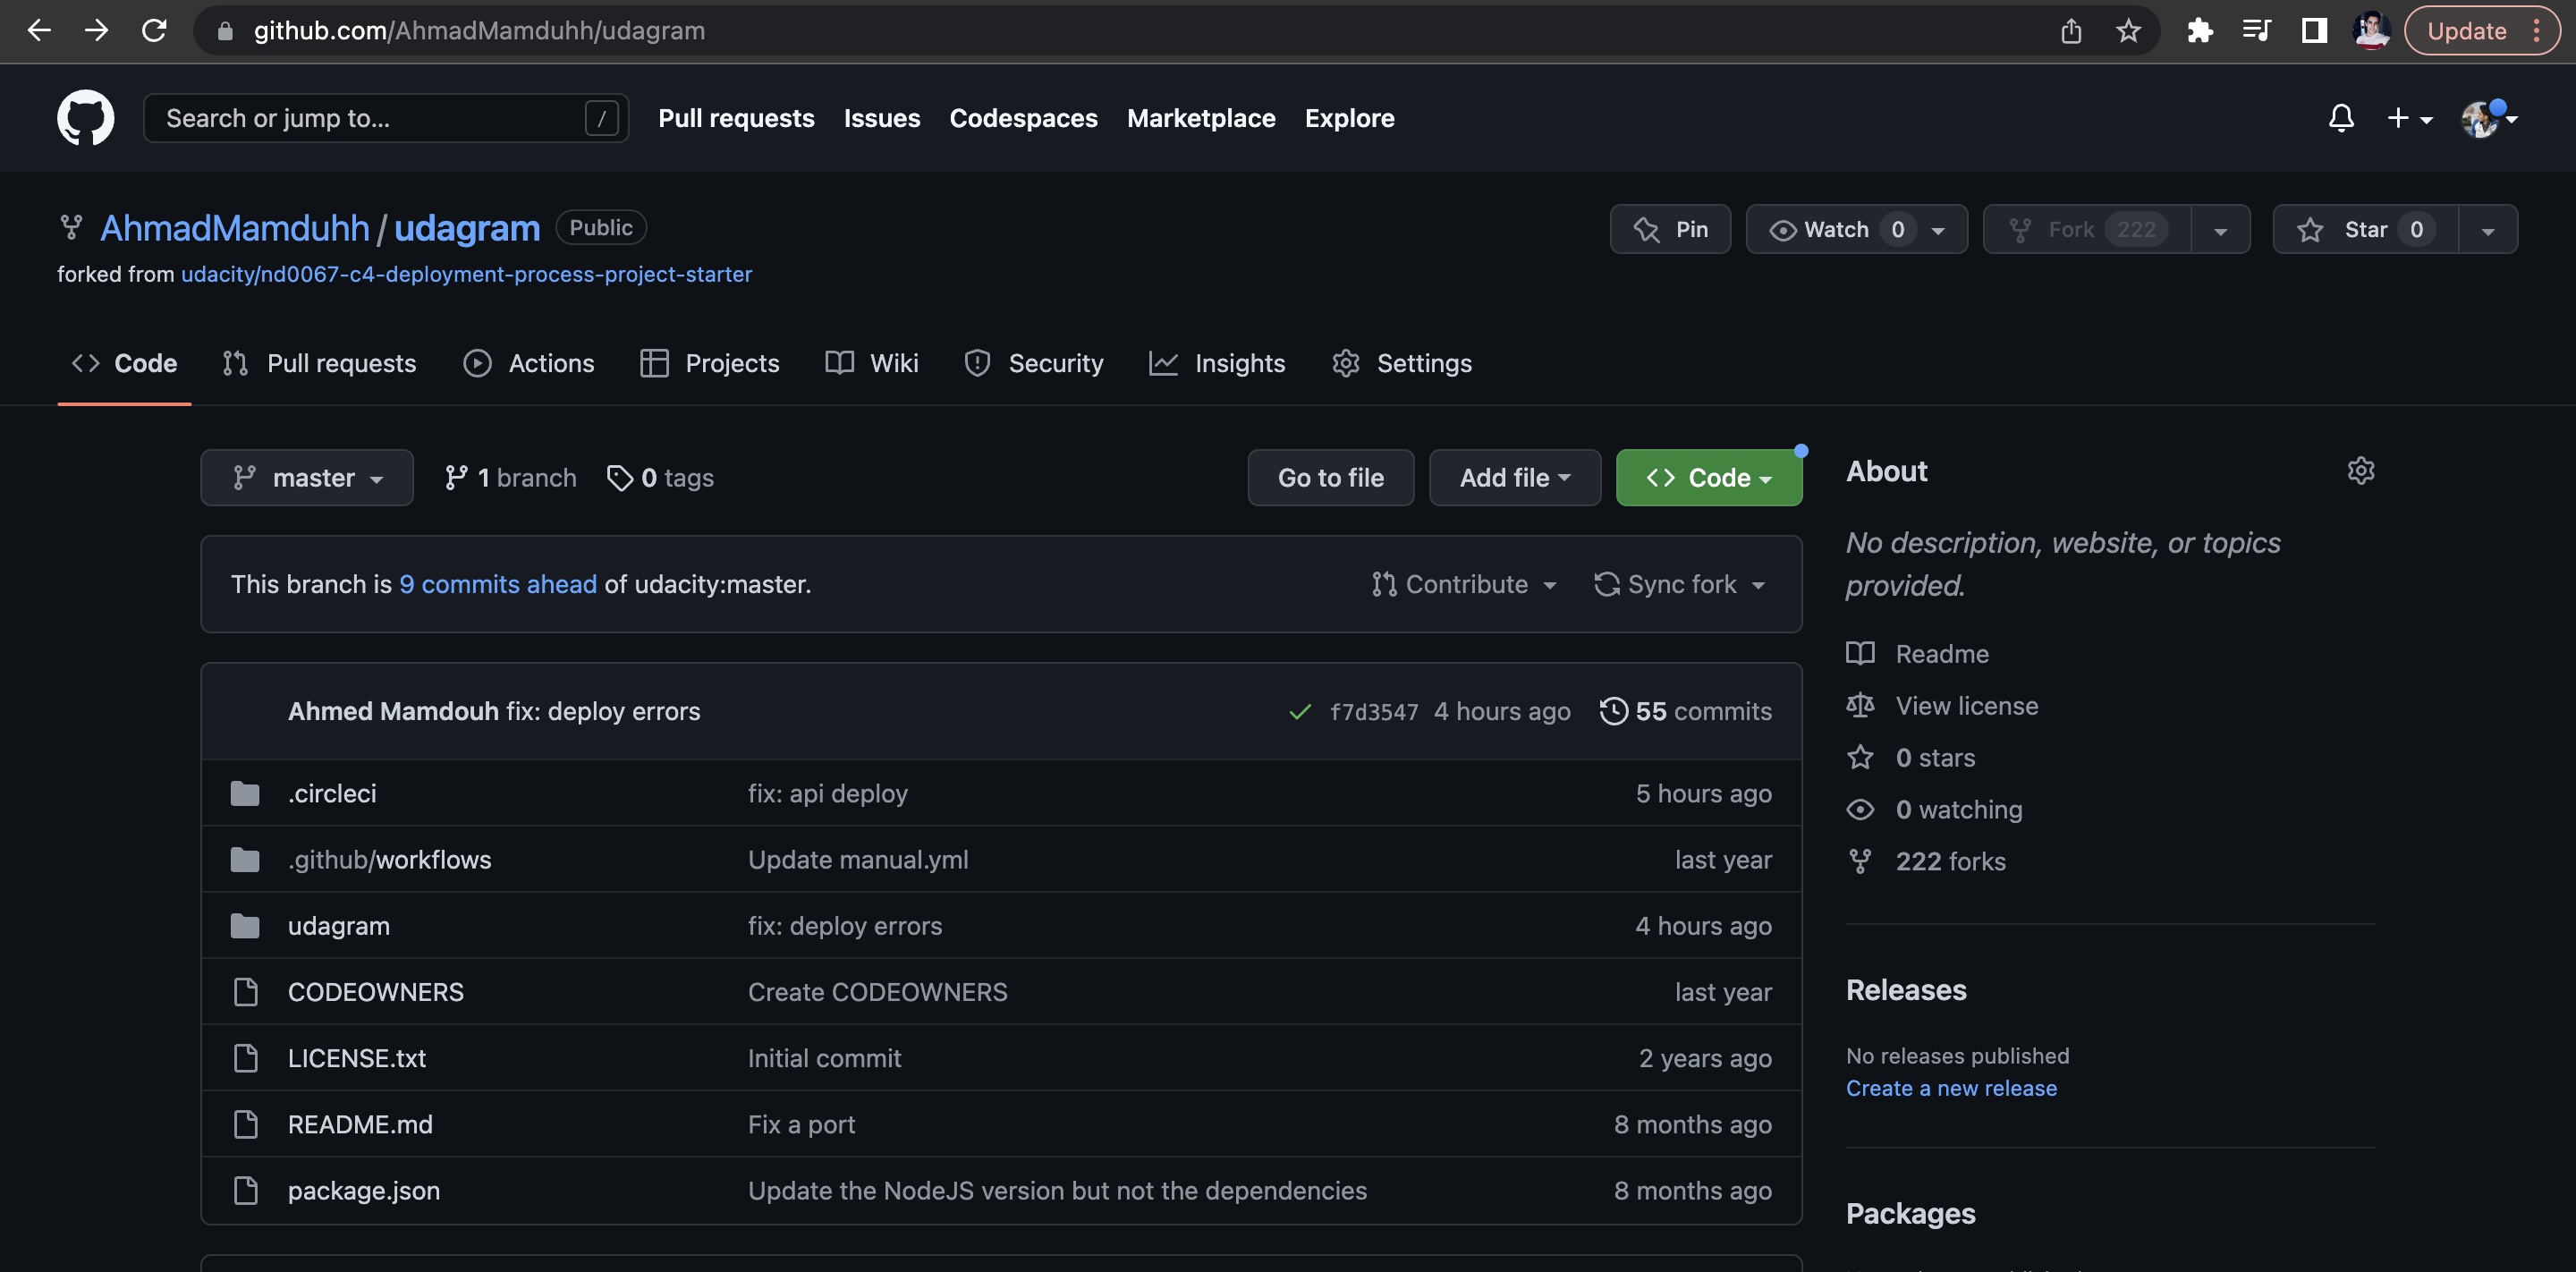 github.com/AhmadMamduhh/udagram
Update
Search or jump to... /
Pull requests Issues Codespaces Marketplace Explore
AhmadMamduhh / udagram Public
Pin Watch 0 Fork 222 Star 0
forked from udacity/nd0067-c4-deployment-process-project-starter
Code Pull requests Actions Projects Wiki Security Insights Settings
master 1 branch 0 tags Go to file Add file Code
This branch is 9 commits ahead of udacity:master. Contribute Sync fork
Ahmed Mamdouh fix: deploy errors f7d3547 4 hours ago 55 commits
.circleci fix: api deploy 5 hours ago
.github/workflows Update manual.yml last year
udagram fix: deploy errors 4 hours ago
CODEOWNERS Create CODEOWNERS last year
LICENSE.txt Initial commit 2 years ago
README.md Fix a port 8 months ago
package.json Update the NodeJS version but not the dependencies 8 months ago
About
No description, website, or topics
provided.
Readme
View license
0 stars
0 watching
222 forks
Releases
No releases published
Create a new release
Packages